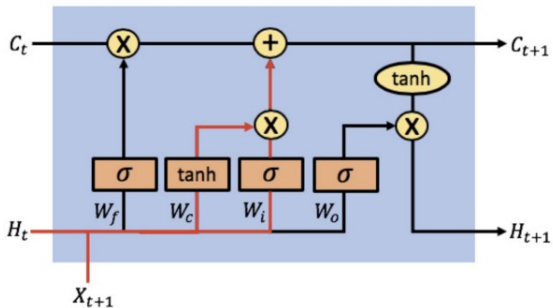 C_t X + C_{t+1}
tanh
X X
σ tanh σ σ
W_f W_c W_i W_o
H_t H_{t+1}
X_{t+1}